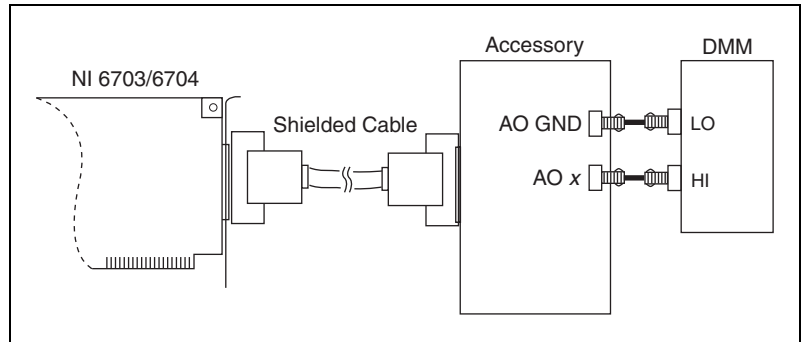 Accessory
DMM
NI 6703/6704
Shielded Cable
AO GND
LO
AO x
HI